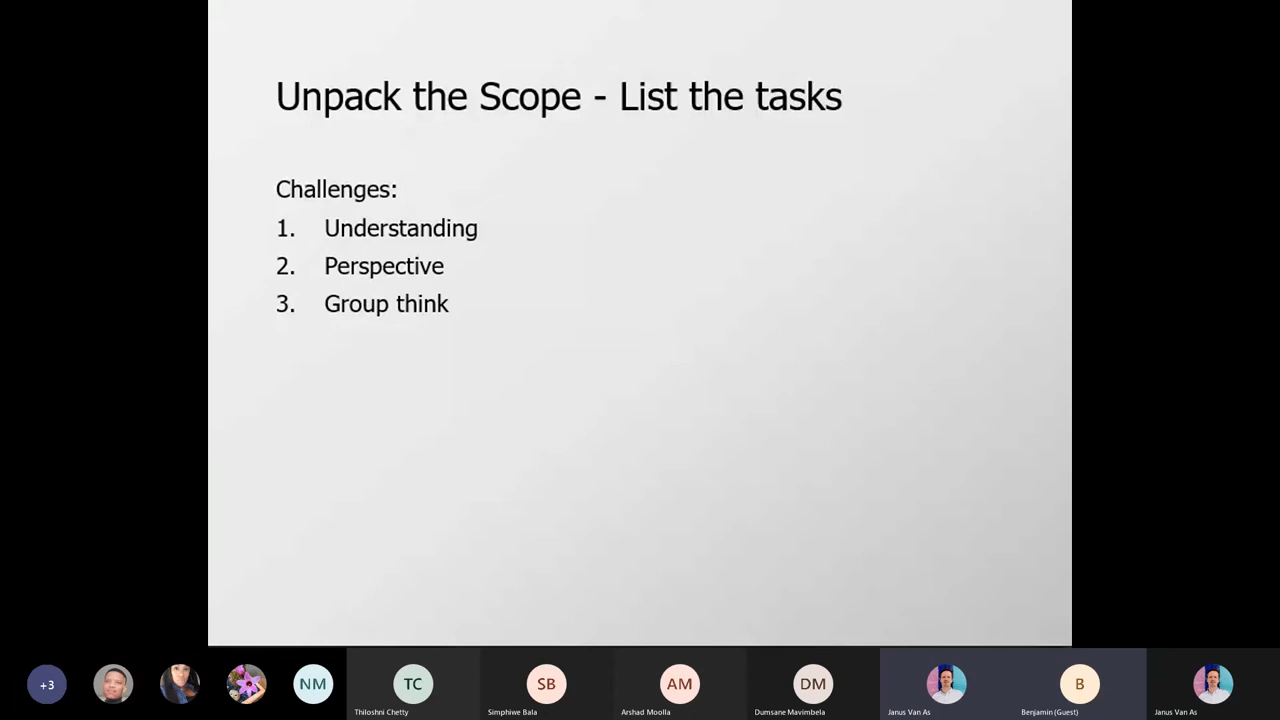 Unpack the Scope - List the tasks
Challenges:
1. Understanding
2. Perspective
3. Group think
+3
NM
TC
SB
AM
DM
B
Thiloshni Chetty
Simphiwe Bala
Arshad Moolla
Dumsane Mavimbela
Janus Van As
Benjamin (Guest)
Janus Van As